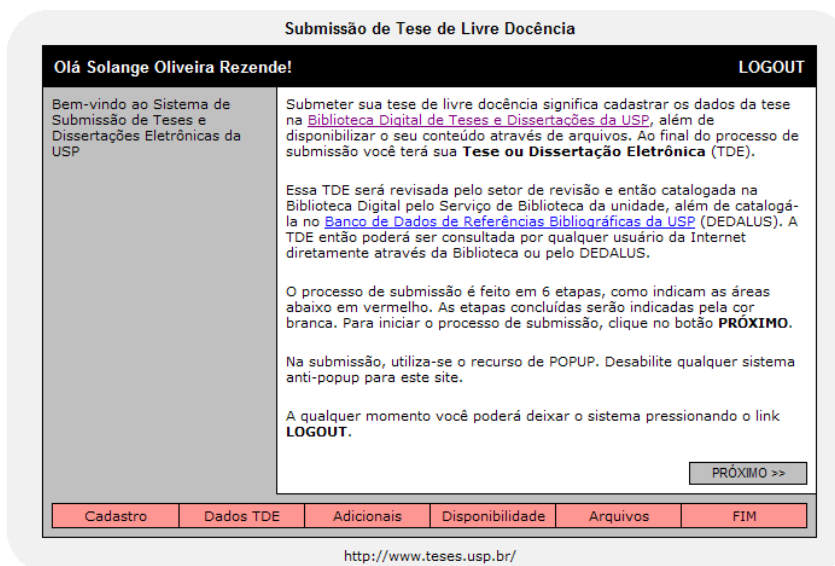 Submissão de Tese de Livre Docência
Olá Solange Oliveira Rezende!
LOGOUT
Bem-vindo ao Sistema de
Submissão de Teses e
Dissertações Eletrônicas da
USP
Submeter sua tese de livre docência significa cadastrar os dados da tese
na Biblioteca Digital de Teses e Dissertações da USP, além de
disponibilizar o seu conteúdo através de arquivos. Ao final do processo de
submissão você terá sua Tese ou Dissertação Eletrônica (TDE).
Essa TDE será revisada pelo setor de revisão e então catalogada na
Biblioteca Digital pelo Serviço de Biblioteca da unidade, além de catalogá-
la no Banco de Dados de Referências Bibliográficas da USP (DEDALUS). A
TDE então poderá ser consultada por qualquer usuário da Internet
diretamente através da Biblioteca ou pelo DEDALUS.
O processo de submissão é feito em 6 etapas, como indicam as áreas
abaixo em vermelho. As etapas concluídas serão indicadas pela cor
branca. Para iniciar o processo de submissão, clique no botão PRÓXIMO.
Na submissão, utiliza-se o recurso de POPUP. Desabilite qualquer sistema
anti-popup para este site.
A qualquer momento você poderá deixar o sistema pressionando o link
LOGOUT.
PRÓXIMO >>
Cadastro
Dados TDE
Adicionais
Disponibilidade
Arquivos
FIM
http://www.teses.usp.br/